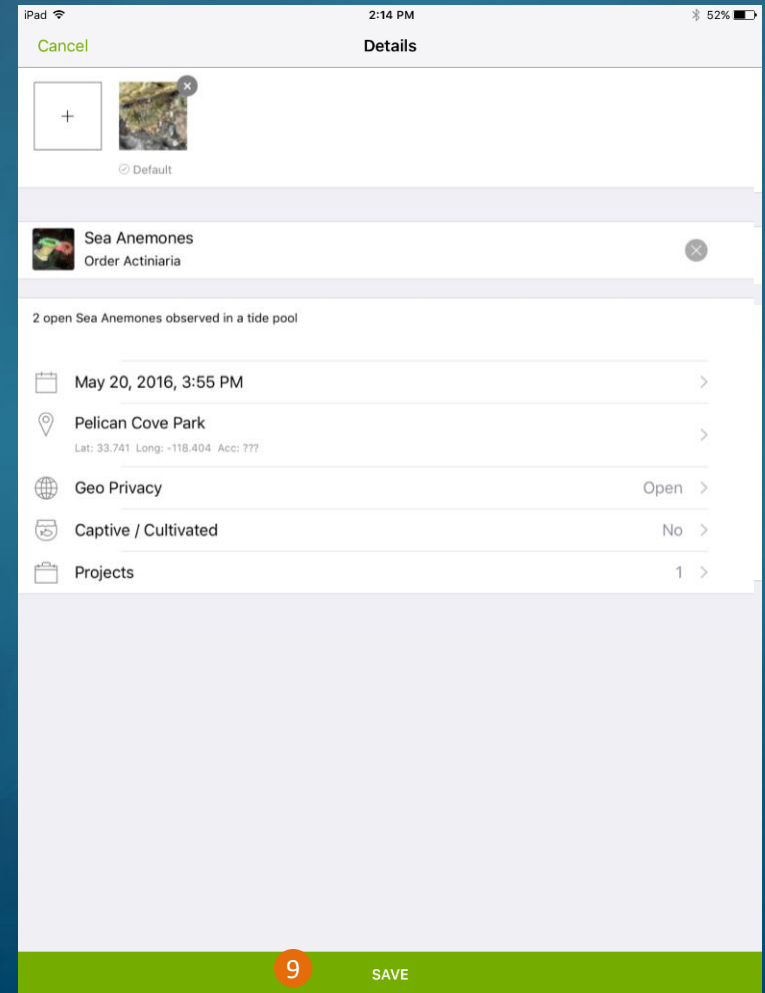 iPad 2:14 PM 52%
Cancel Details
+
Default
Sea Anemones
Order Actiniaria
2 open Sea Anemones observed in a tide pool
May 20, 2016, 3:55 PM
Pelican Cove Park
Lat: 33.741 Long: -118.404 Acc: ???
Geo Privacy Open
Captive / Cultivated No
Projects 1
9 SAVE